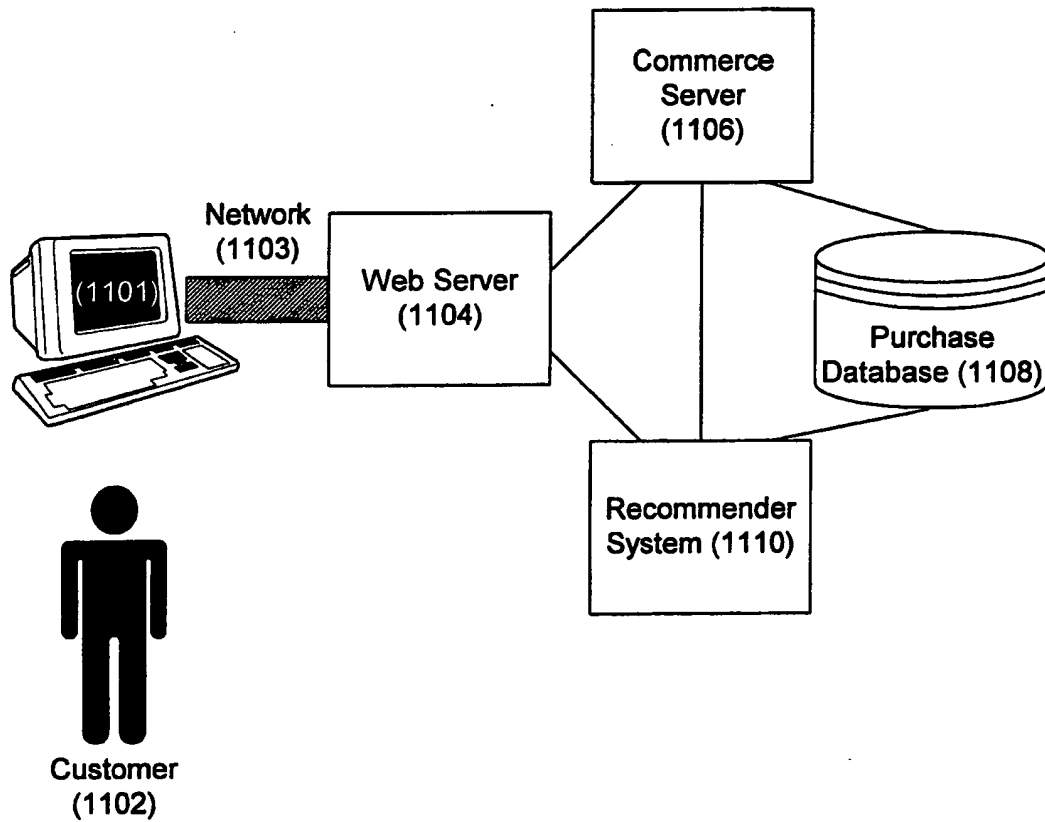 Commerce
Server
(1106)
Network
(1103)
(1101)
Web Server
(1104)
Purchase
Database (1108)
Recommender
System (1110)
Customer
(1102)